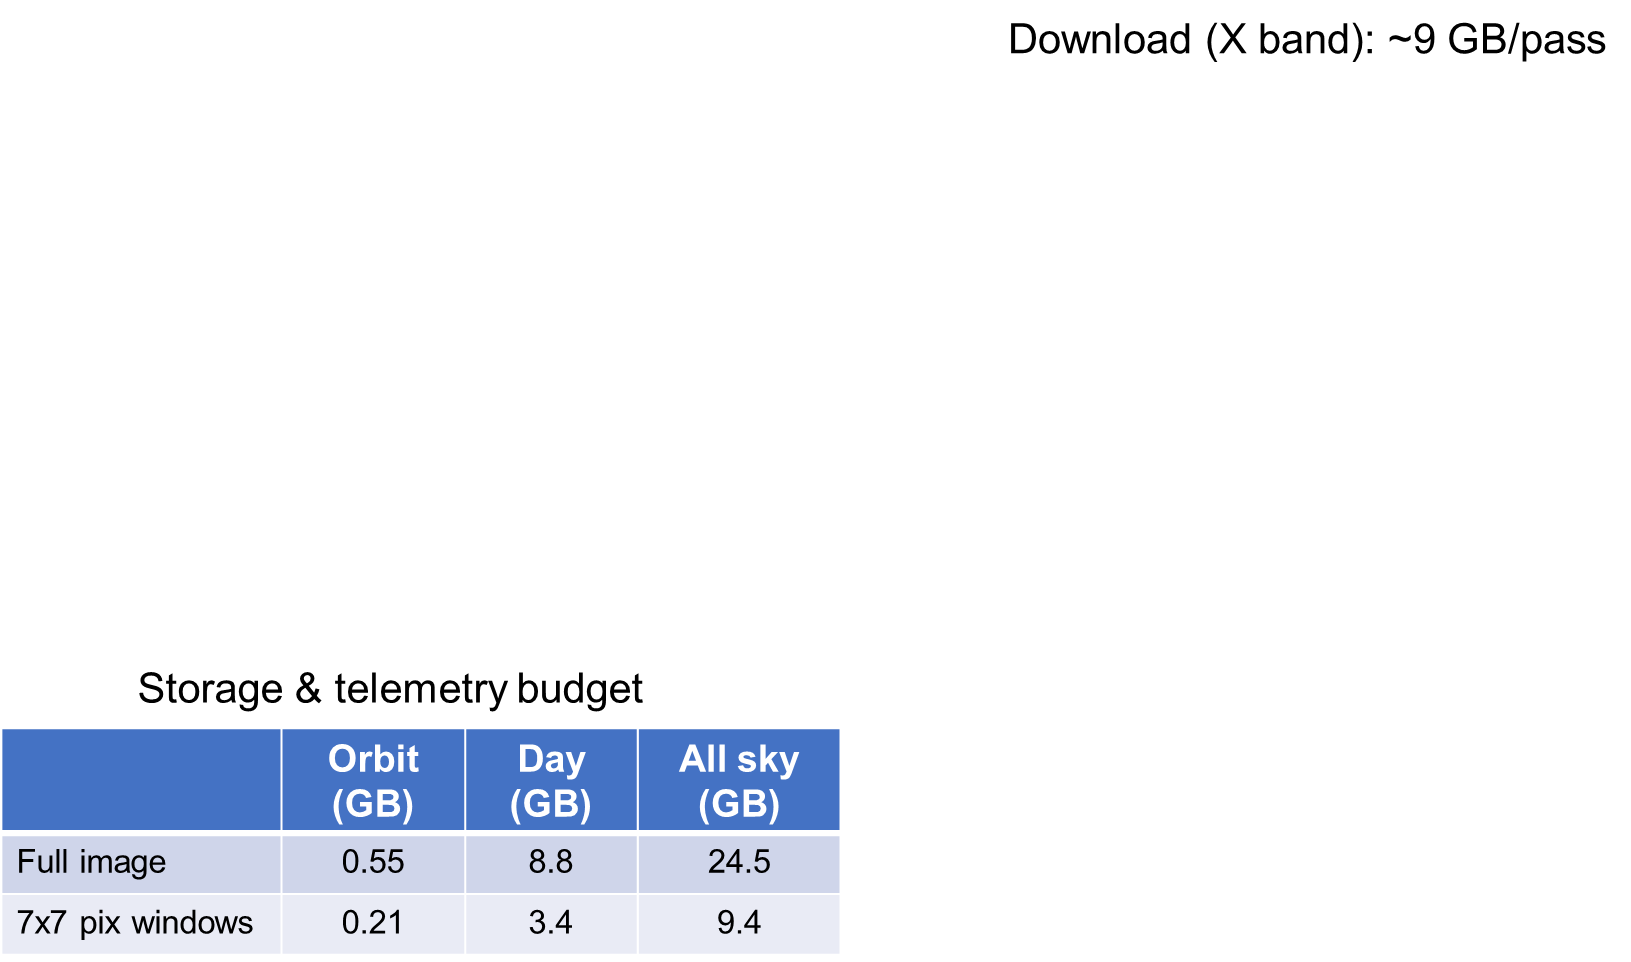 Download (X band): ~9 GB/pass
Storage & telemetry budget
Orbit (GB) Day (GB) All sky (GB)
Full image 0.55 8.8 24.5
7x7 pix windows 0.21 3.4 9.4